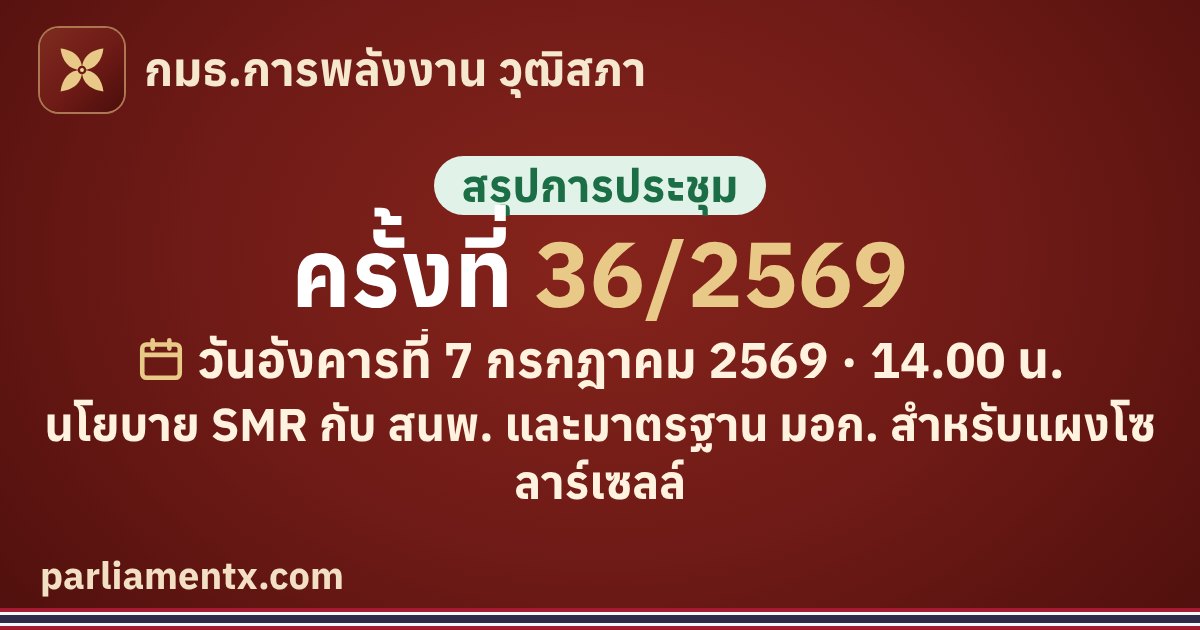 กมธ.การพลังงาน วุฒิสภา
สรุปการประชุม
ครั้งที่ 36/2569
วันอังคารที่ 7 กรกฎาคม 2569 · 14.00 น.
นโยบาย SMR กับ สนพ. และมาตรฐาน มอก. สำหรับแผงโซ
ลาร์เซลล์
parliamentx.com